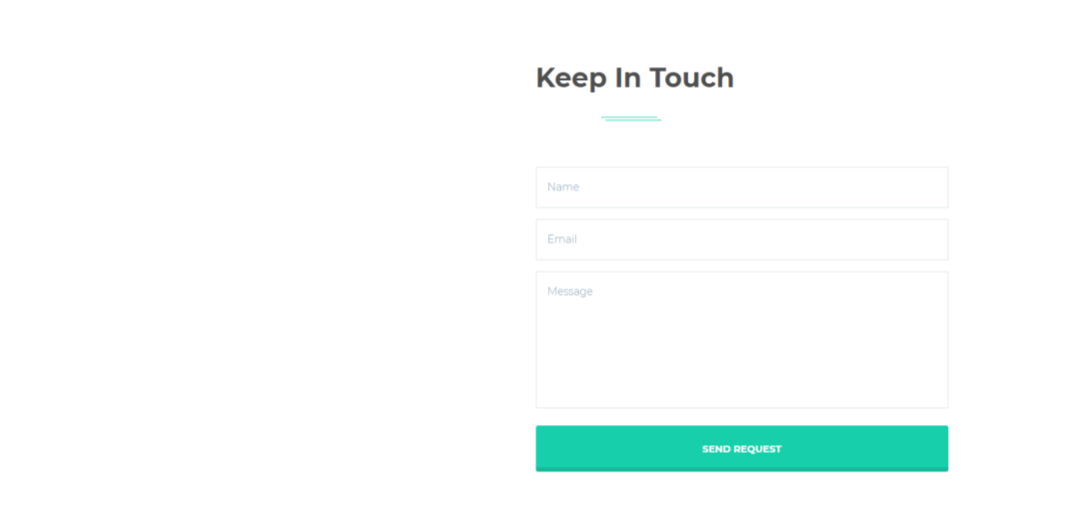 Keep In Touch
Name
Email
Message
SEND REQUEST